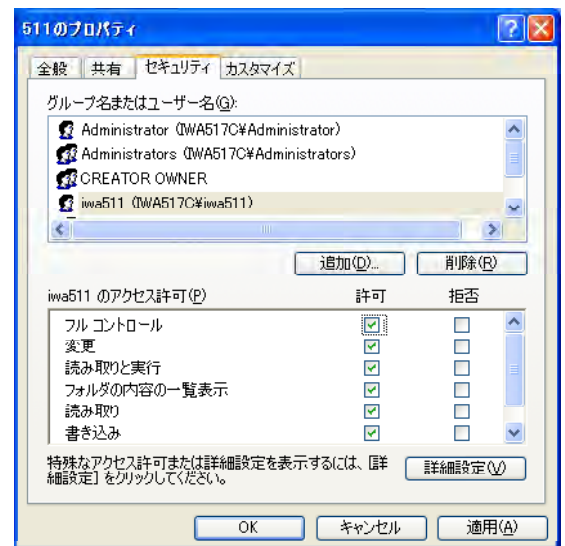 511のプロパティ
全般 共有 セキュリティ カスタマイズ
グループ名またはユーザー名(G):
Administrator (IWA517C¥Administrator)
Administrators (IWA517C¥Administrators)
CREATOR OWNER
iwa511 (IWA517C¥iwa511)
追加(D)... 削除(R)
iwa511 のアクセス許可(P) 許可 拒否
フル コントロール
変更
読み取りと実行
フォルダの内容の一覧表示
読み取り
書き込み
特殊なアクセス許可または詳細設定を表示するには、[詳
細設定] をクリックしてください。
詳細設定(V)
OK キャンセル 適用(A)